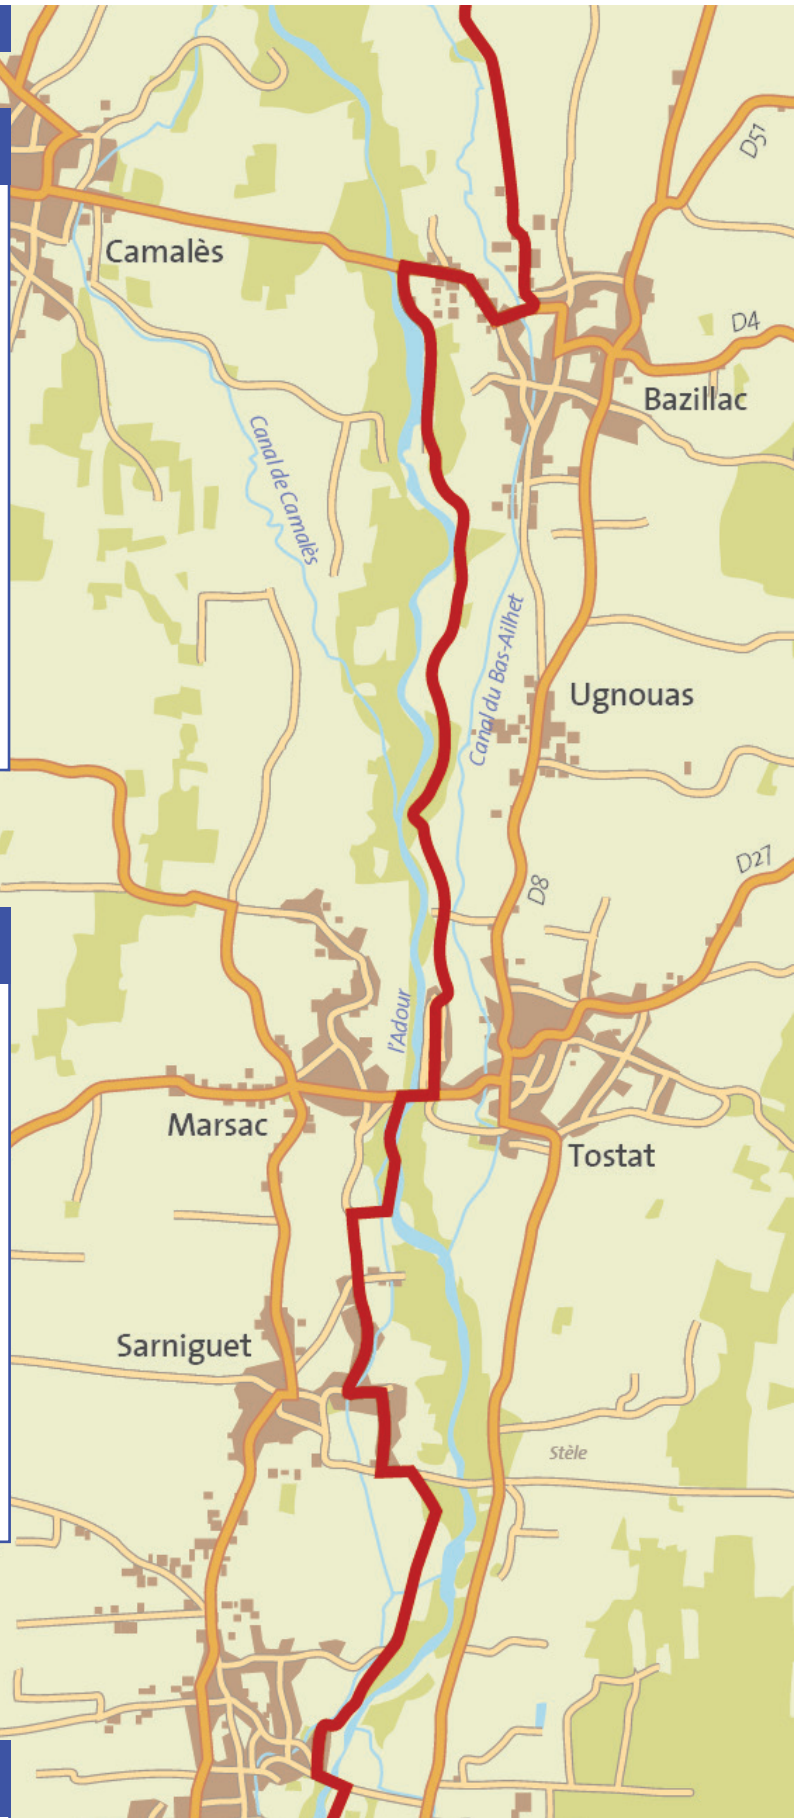 D51
Camalès
D4
Bazillac
Canal de Camalès
Canal du Bas-Ailhet
Ugnouas
D27
D8
l'Adour
Marsac
Tostat
Sarniguet
Stèle